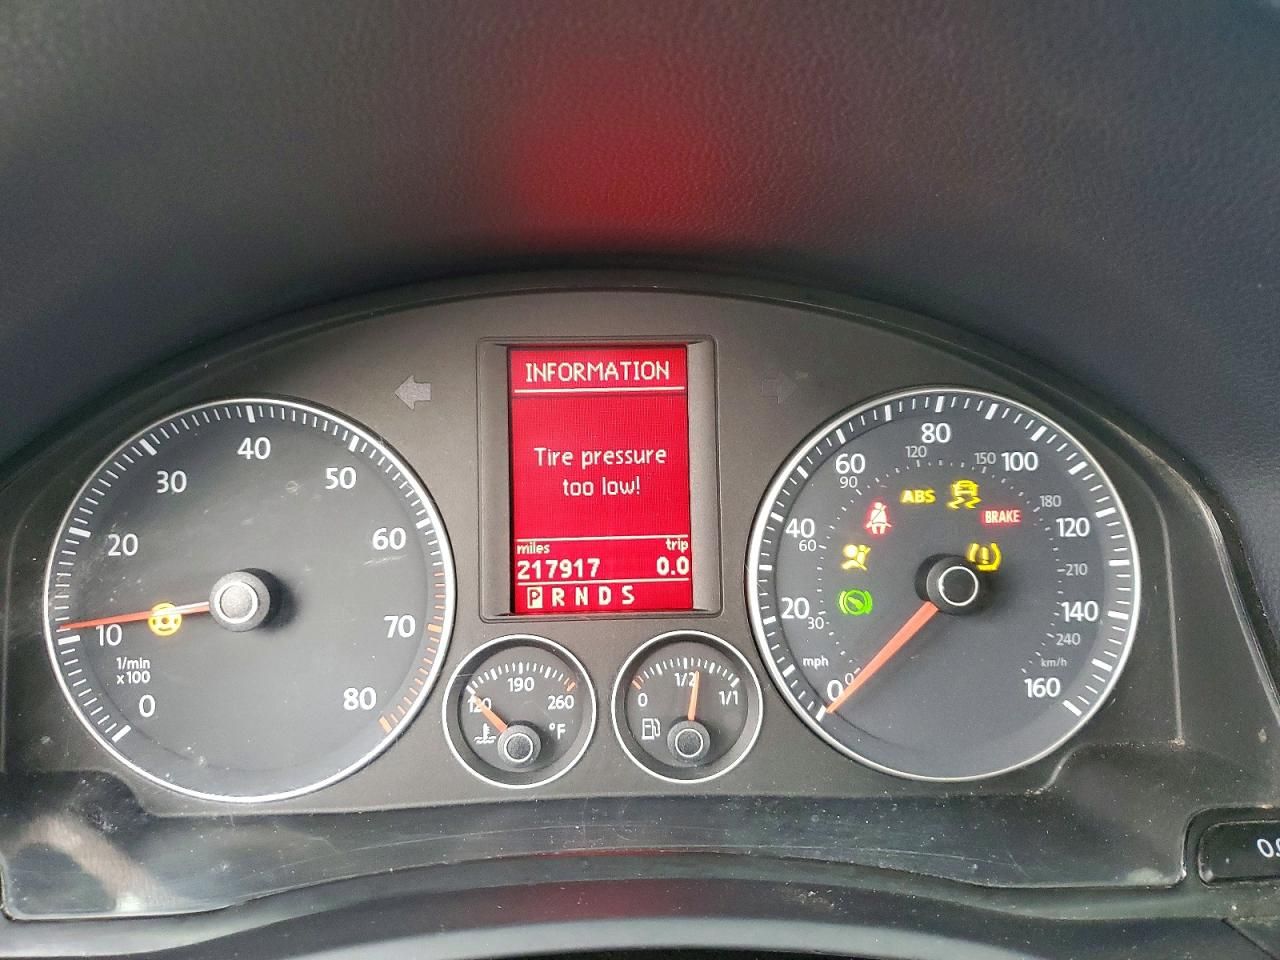 INFORMATION
Tire pressure
too low!
miles trip
217917 0.0
P R N D S
0 10 20 30 40 50 60 70 80
1/min
x100
120 190 260
°F
0 1/2 1/1
0 20 40 60 80 100 120 140 160
mph
0 30 60 90 120 150 180 210 240
km/h
ABS
BRAKE